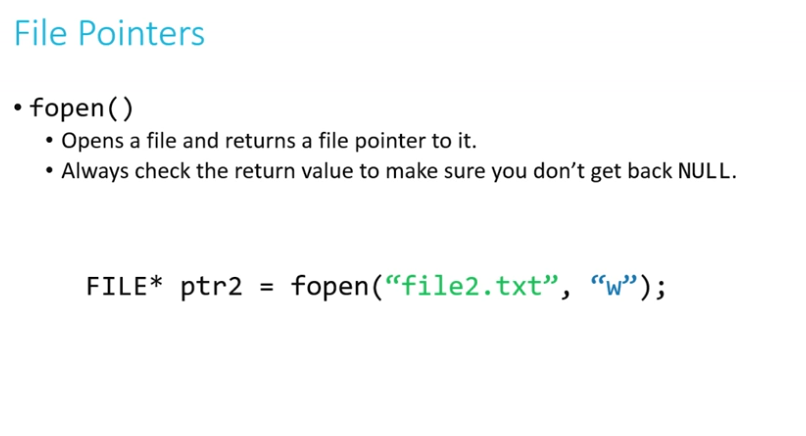 File Pointers
• fopen()
• Opens a file and returns a file pointer to it.
• Always check the return value to make sure you don’t get back NULL.
FILE* ptr2 = fopen(“file2.txt”, “w”);